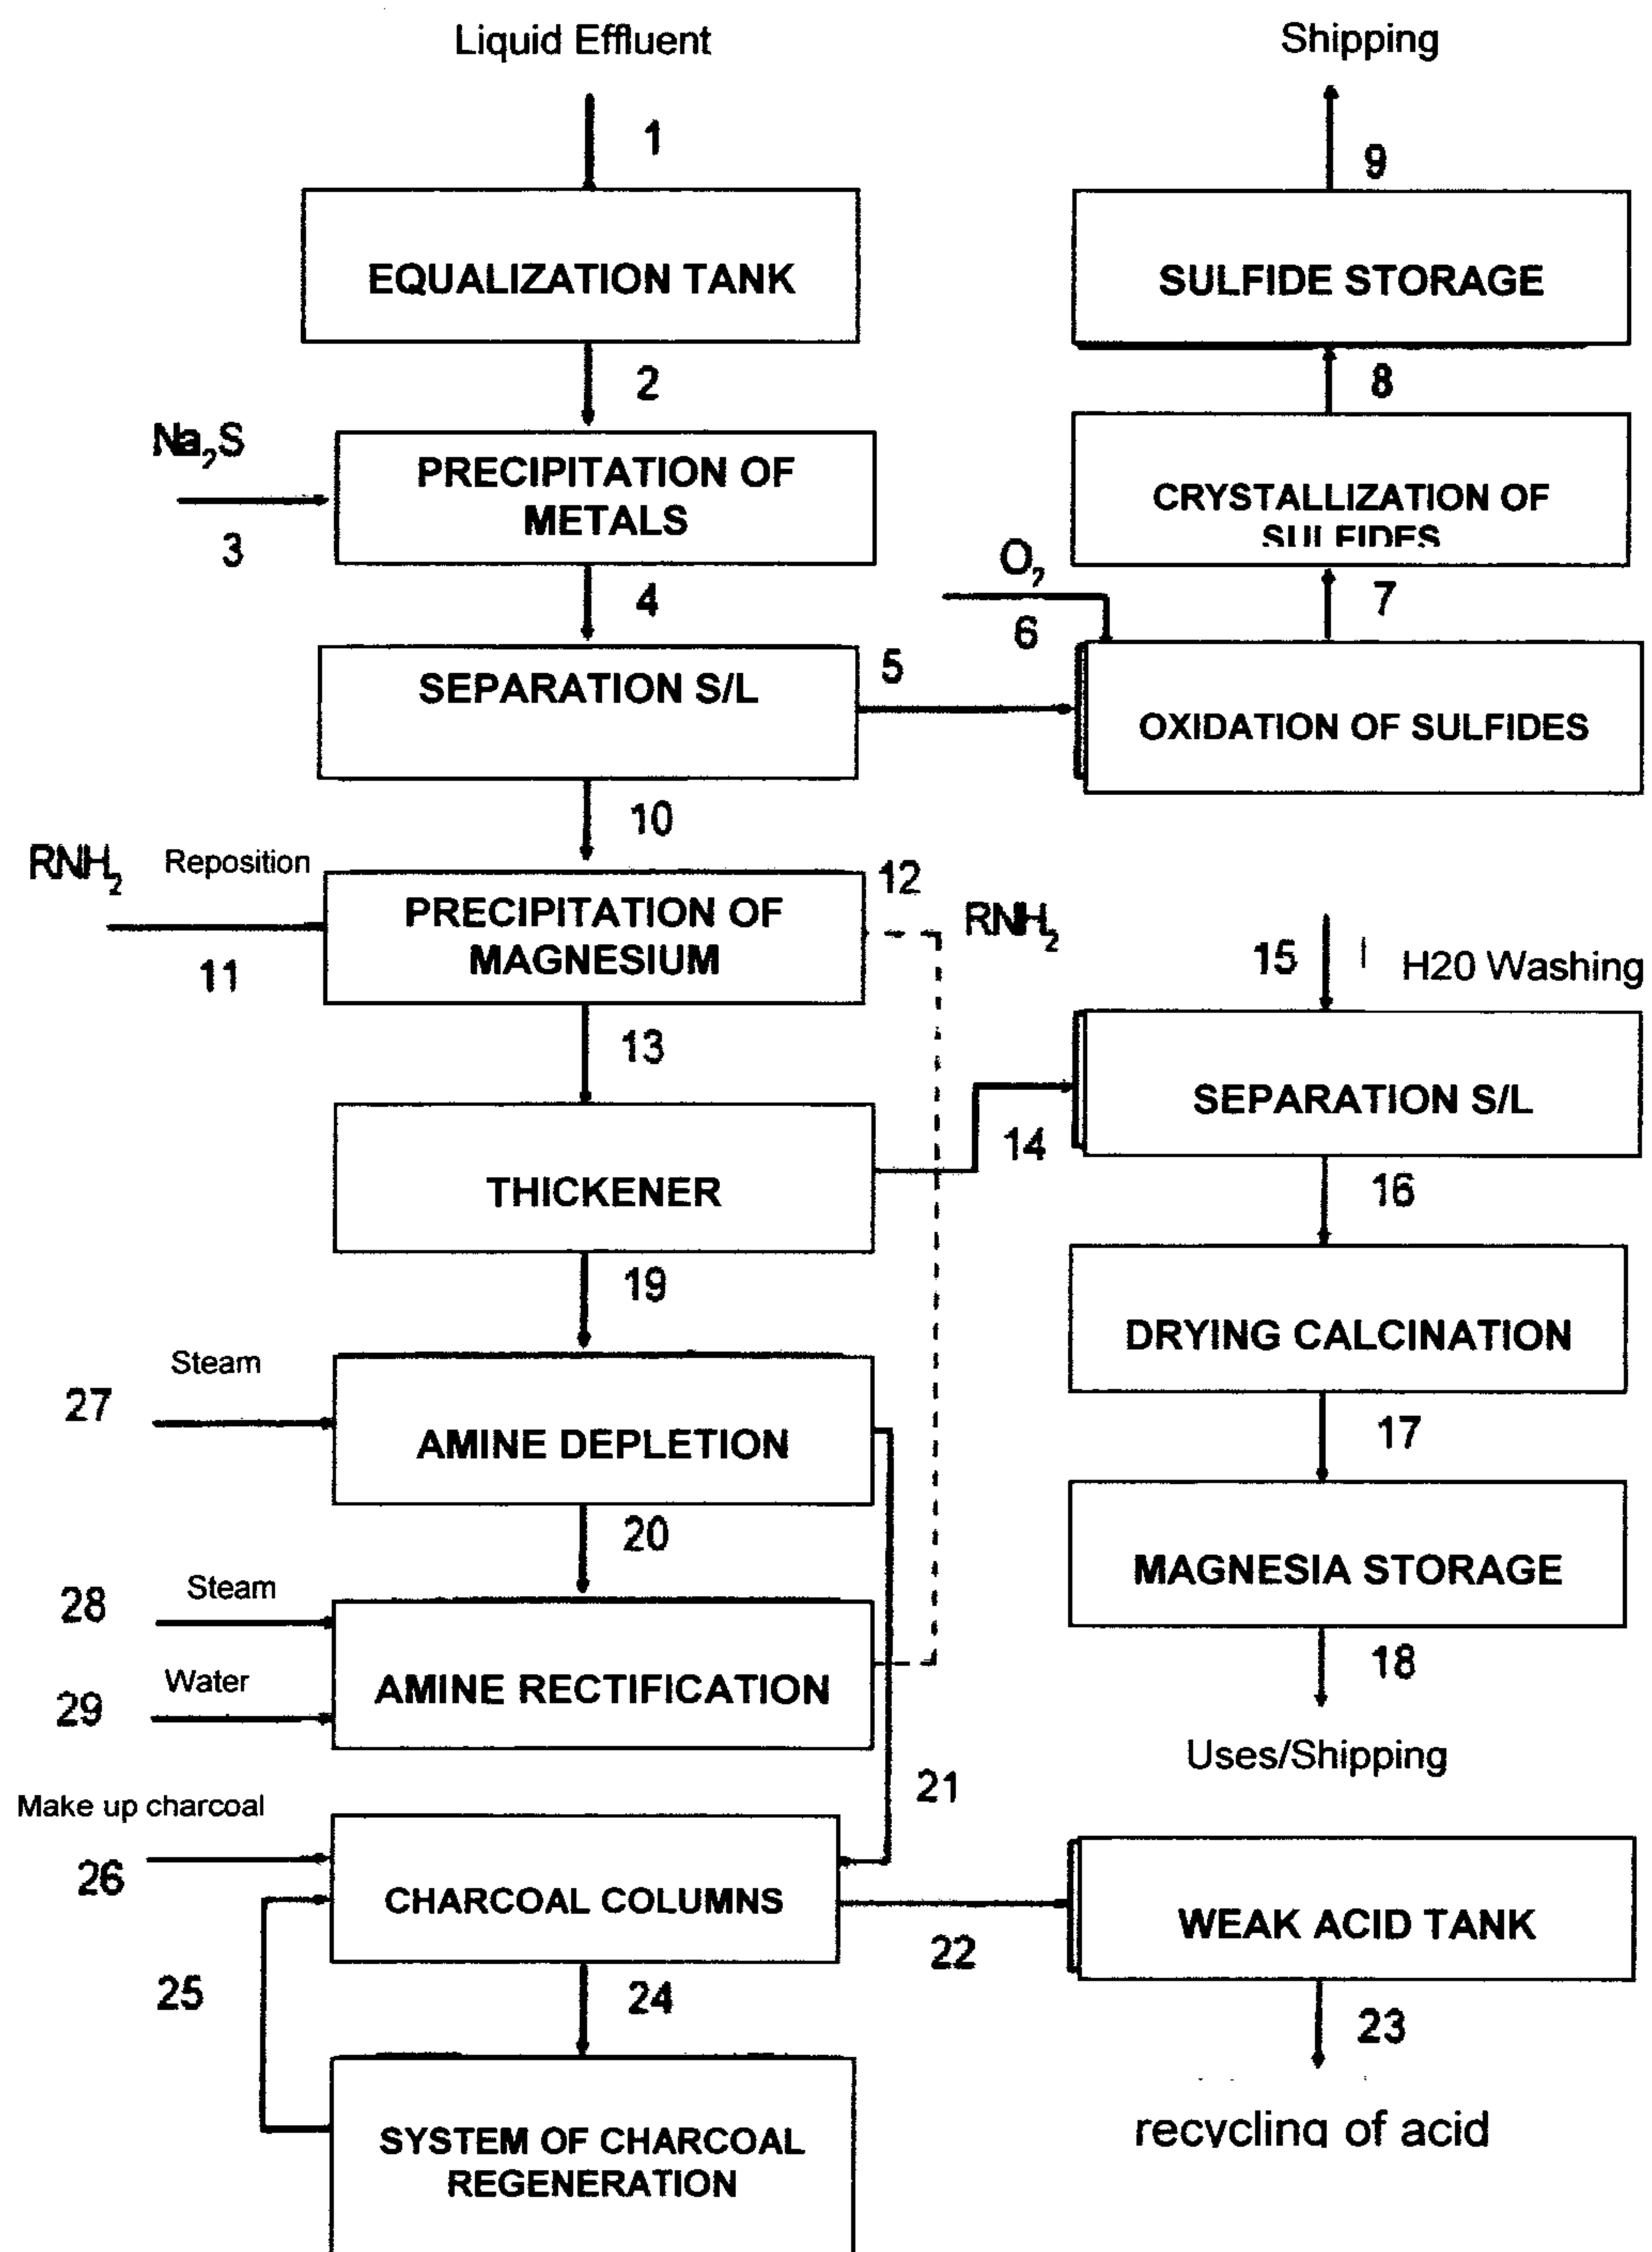 Liquid Effluent
1
EQUALIZATION TANK
2
Na₂S
3
PRECIPITATION OF
METALS
4
SEPARATION S/L
5
10
RNH₂ Reposition
11
PRECIPITATION OF
MAGNESIUM
12
RNH₂
13
THICKENER
14
19
Steam
27
AMINE DEPLETION
20
Steam
28
Water
29
AMINE RECTIFICATION
21
Make up charcoal
26
CHARCOAL COLUMNS
22
25
24
SYSTEM OF CHARCOAL
REGENERATION
Shipping
9
SULFIDE STORAGE
8
CRYSTALLIZATION OF
SULFIDES
7
O₂
6
OXIDATION OF SULFIDES
15
H20 Washing
SEPARATION S/L
16
DRYING CALCINATION
17
MAGNESIA STORAGE
18
Uses/Shipping
WEAK ACID TANK
23
recycling of acid